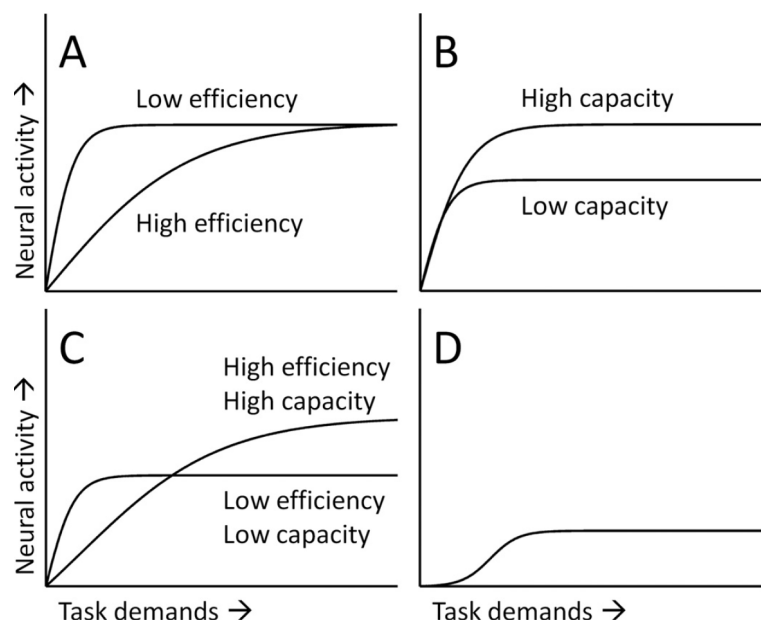 A
Low efficiency
High efficiency
Neural activity →
B
High capacity
Low capacity
C
High efficiency
High capacity
Low efficiency
Low capacity
Neural activity →
Task demands →
D
Task demands →